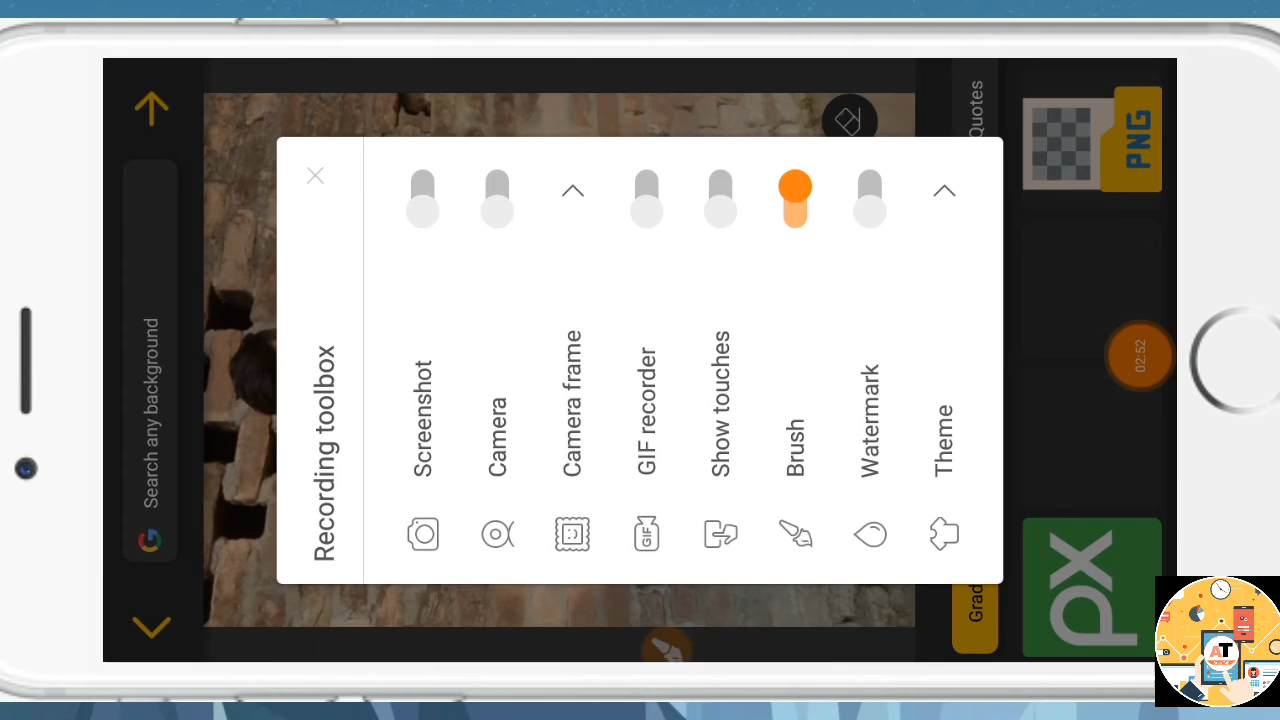 Search any background
Recording toolbox
Screenshot
Camera
Camera frame
GIF recorder
GIF
Show touches
Brush
Watermark
Theme
Quotes
Grad
PNG
02:52
px
AT